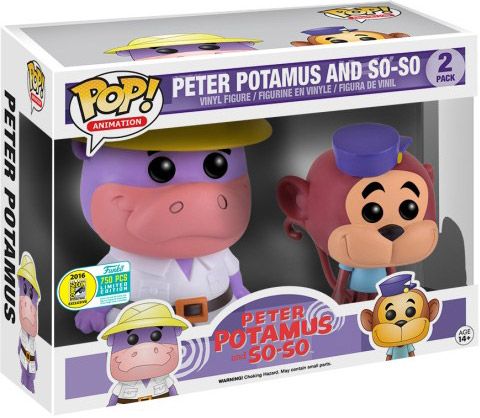 POP!
ANIMATION
PETER POTAMUS AND SO-SO
VINYL FIGURE / FIGURINE EN VINYLE / FIGURA DE VINIL
2
PACK
PETER POTAMUS
2016
EXCLUSIVE
Funko
750 PCS
LIMITED
EDITION
PETER
POTAMUS
and SO-SO
WARNING: Choking Hazard. May contain small parts.
AGE
14+